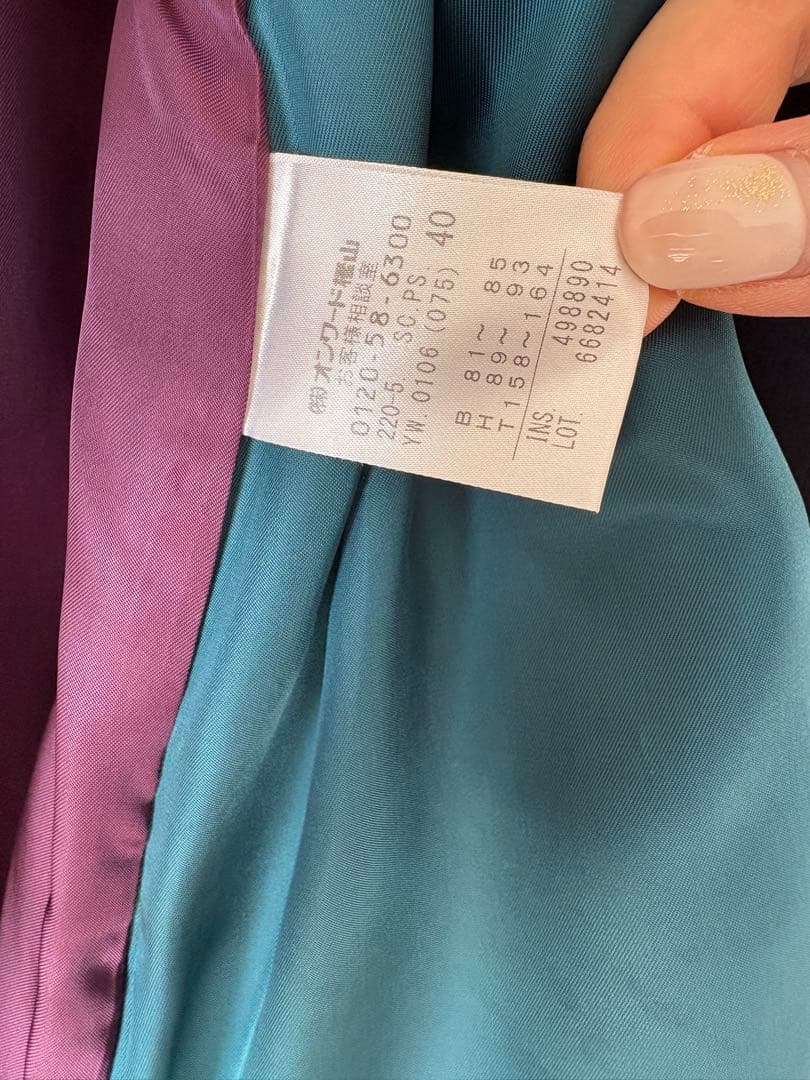 (株)オンワード樫山
お客様相談室
0120-58-6300
220-5 SC.PS.
YW.0106 (075) 40
B 81～ 85
H 89～ 93
T 158～164
INS. 498890
LOT. 6682414